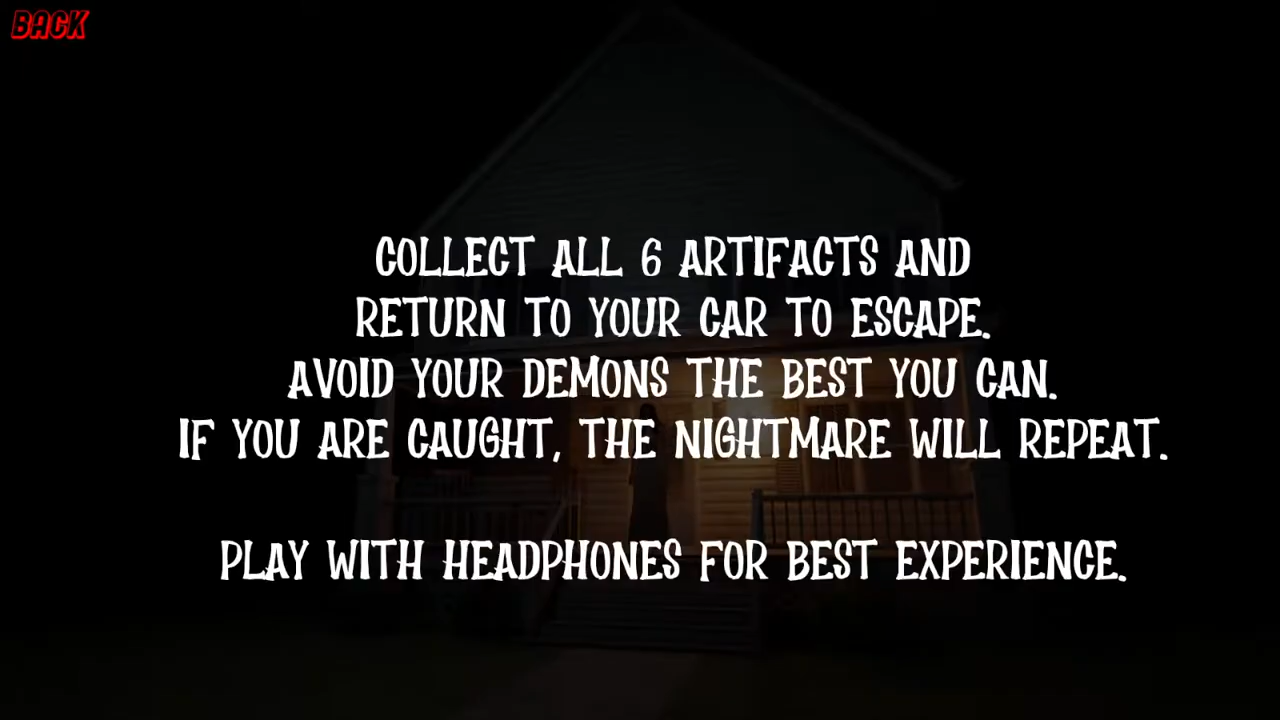 BACK
COLLECT ALL 6 ARTIFACTS AND
RETURN TO YOUR CAR TO ESCAPE.
AVOID YOUR DEMONS THE BEST YOU CAN.
IF YOU ARE CAUGHT, THE NIGHTMARE WILL REPEAT.
PLAY WITH HEADPHONES FOR BEST EXPERIENCE.